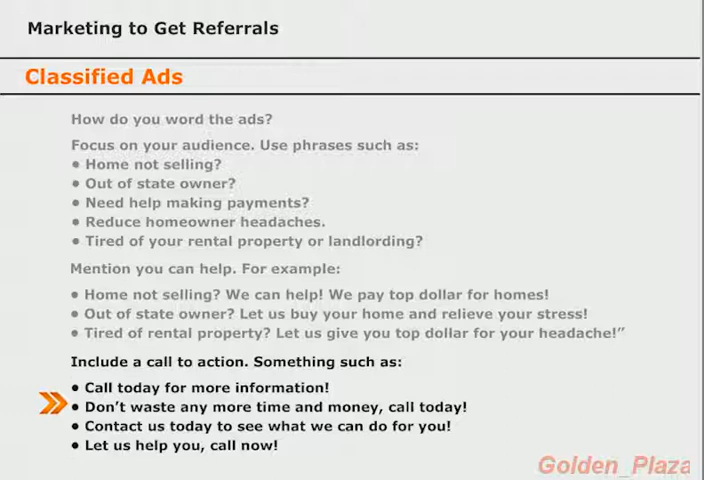 Marketing to Get Referrals
Classified Ads
How do you word the ads?
Focus on your audience. Use phrases such as:
• Home not selling?
• Out of state owner?
• Need help making payments?
• Reduce homeowner headaches.
• Tired of your rental property or landlording?
Mention you can help. For example:
• Home not selling? We can help! We pay top dollar for homes!
• Out of state owner? Let us buy your home and relieve your stress!
• Tired of rental property? Let us give you top dollar for your headache!”
Include a call to action. Something such as:
• Call today for more information!
• Don’t waste any more time and money, call today!
• Contact us today to see what we can do for you!
• Let us help you, call now!
Golden_Plaza